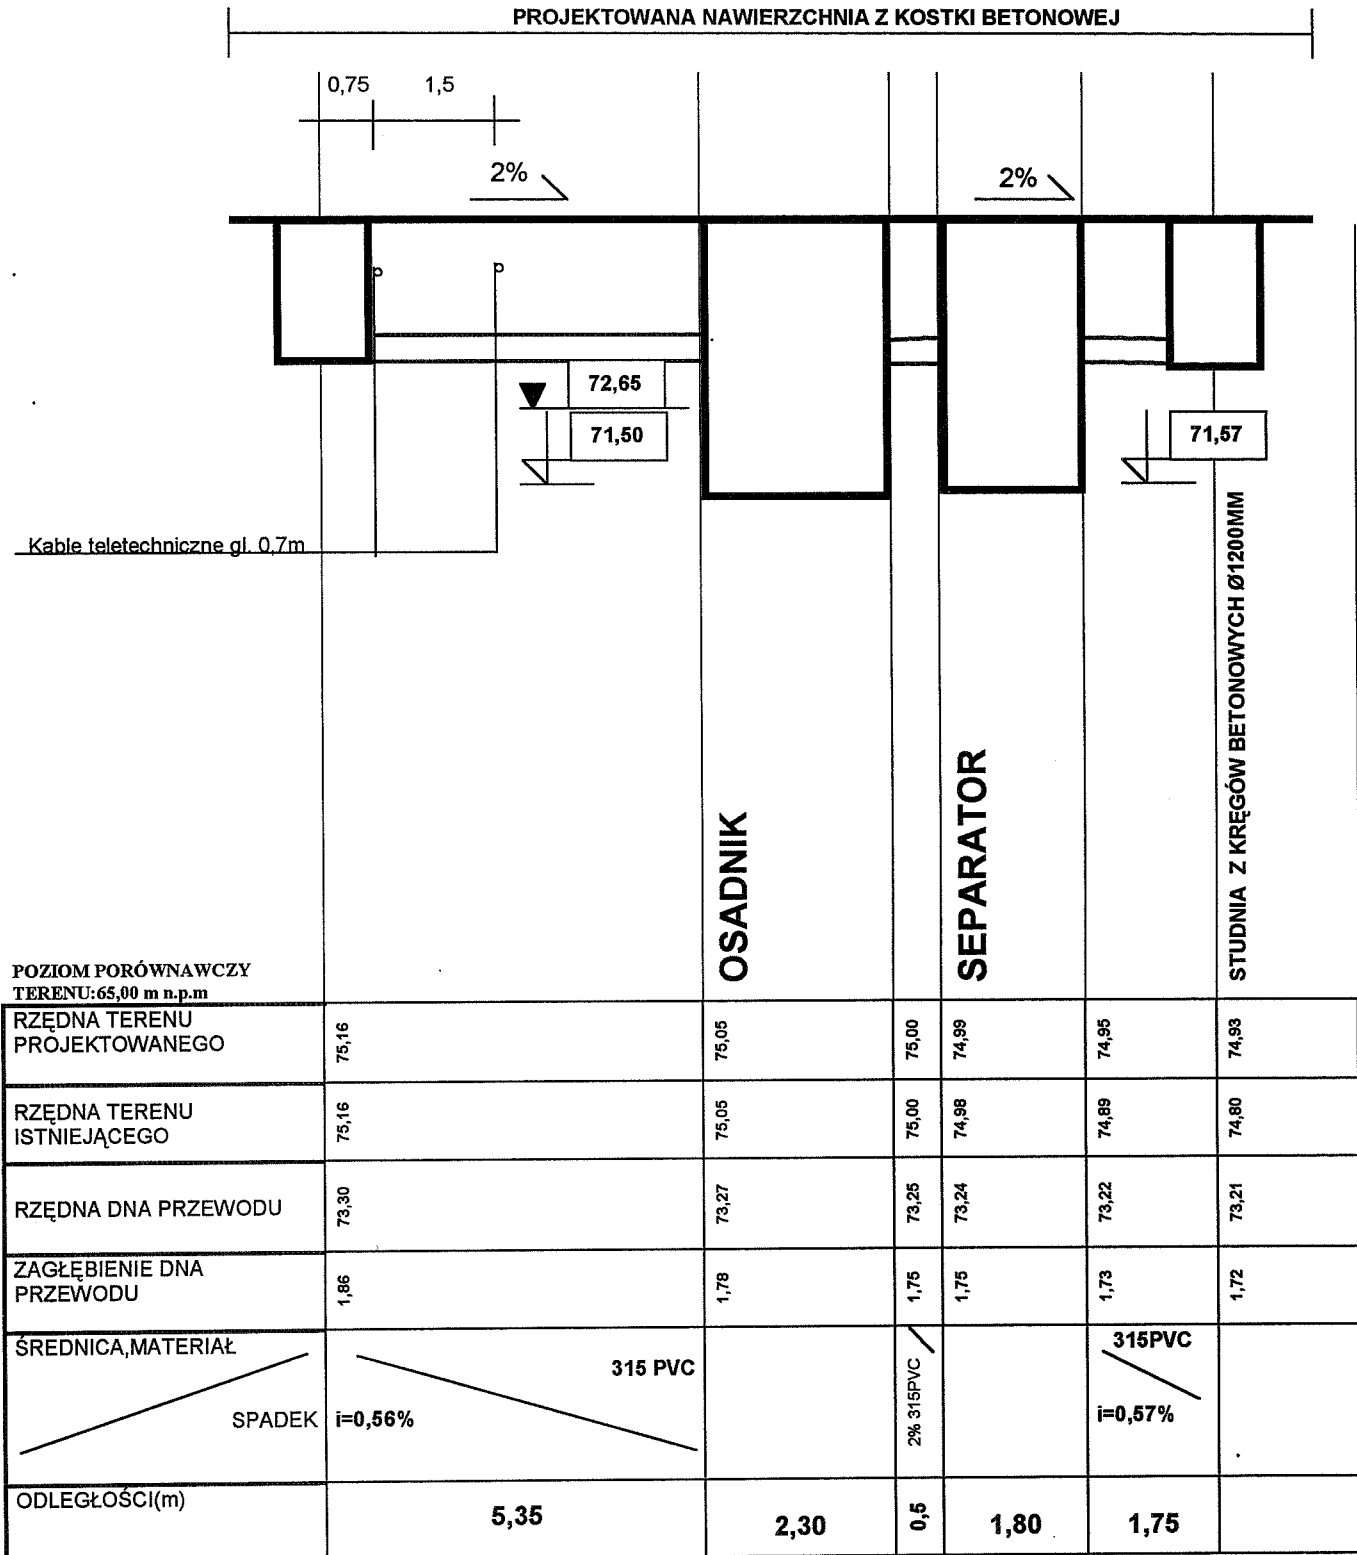 PROJEKTOWANA NAWIERZCHNIA Z KOSTKI BETONOWEJ
0,75 1,5
2% 2%
72,65
71,50 71,57
Kable teletechniczne gl. 0,7m
OSADNIK
SEPARATOR
STUDNIA Z KRĘGÓW BETONOWYCH Ø1200MM
POZIOM PORÓWNAWCZY
TERENU:65,00 m n.p.m
RZĘDNA TERENU
PROJEKTOWANEGO
75,16 75,05 75,00 74,99 74,95 74,93
RZĘDNA TERENU
ISTNIEJĄCEGO
75,16 75,05 75,00 74,98 74,89 74,80
RZĘDNA DNA PRZEWODU
73,30 73,27 73,25 73,24 73,22 73,21
ZAGŁĘBIENIE DNA
PRZEWODU
1,86 1,78 1,75 1,75 1,73 1,72
ŚREDNICA,MATERIAŁ
315 PVC
2% 315PVC
315PVC
SPADEK
i=0,56%
i=0,57%
ODLEGŁOŚCI(m)
5,35 2,30 0,5 1,80 1,75